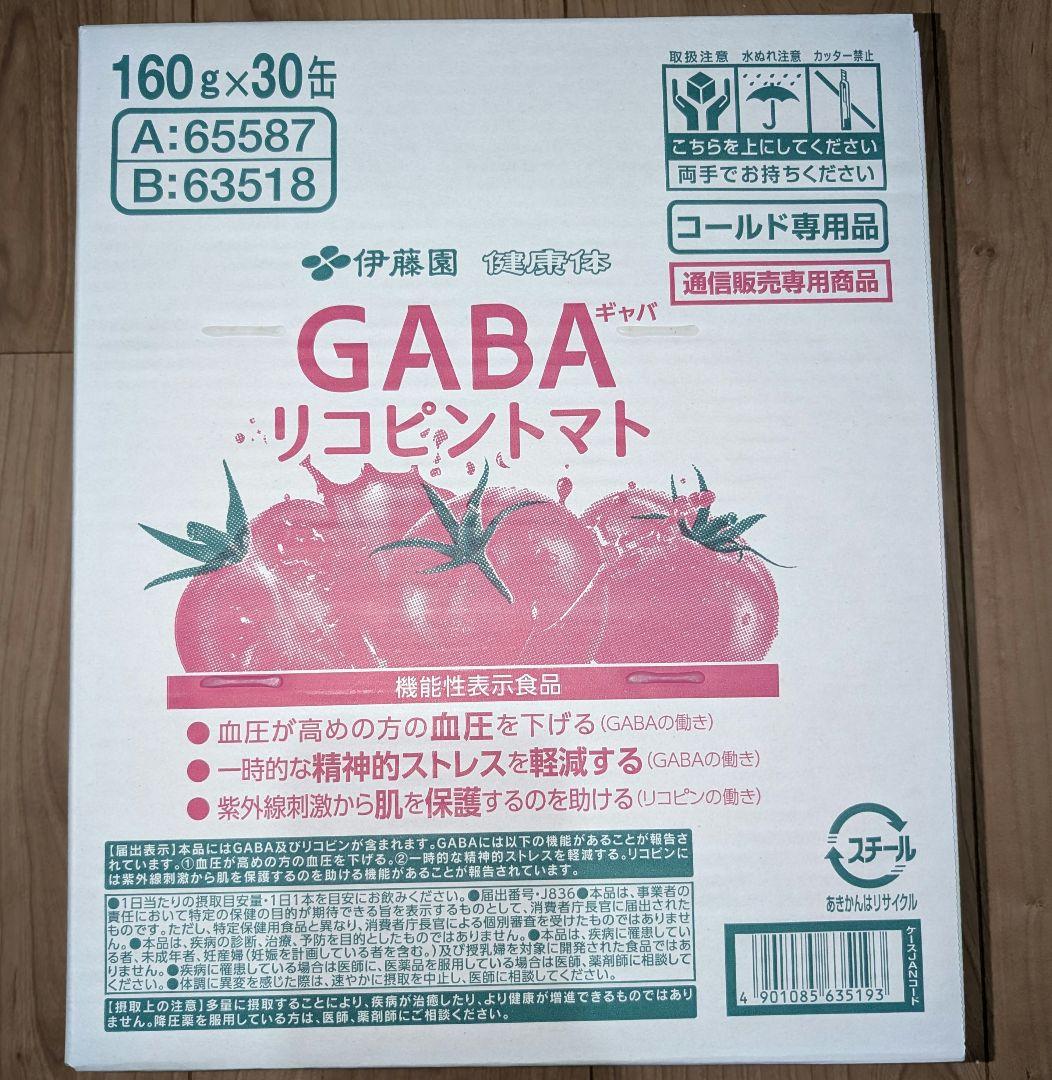 160g×30缶
A:65587
B:63518
取扱注意 水ぬれ注意 カッター禁止
こちらを上にしてください
両手でお持ちください
コールド専用品
通信販売専用商品
伊藤園 健康体
GABA
ギャバ
リコピントマト
機能性表示食品
●血圧が高めの方の血圧を下げる(GABAの働き)
●一時的な精神的ストレスを軽減する(GABAの働き)
●紫外線刺激から肌を保護するのを助ける(リコピンの働き)
【届出表示】本品にはGABA及びリコピンが含まれます。GABAには以下の機能があることが報告さ
れています。①血圧が高めの方の血圧を下げる。②一時的な精神的ストレスを軽減する。リコピンに
は紫外線刺激から肌を保護するのを助ける機能があることが報告されています。
●1日当たりの摂取目安量・1日1本を目安にお飲みください。●届出番号・J836●本品は、事業者の
責任において特定の保健の目的が期待できる旨を表示するものとして、消費者庁長官に届出された
ものです。ただし、特定保健用食品と異なり、消費者庁長官による個別審査を受けたものではありませ
ん。●本品は、疾病の診断、治療、予防を目的としたものではありません。●本品は、疾病に罹患してい
る者、未成年者、妊産婦(妊娠を計画している者を含む。)及び授乳婦を対象に開発された食品ではあ
りません。●疾病に罹患している場合は医師に、医薬品を服用している場合は医師、薬剤師に相談して
ください。●体調に異変を感じた際は、速やかに摂取を中止し、医師に相談してください。
【摂取上の注意】多量に摂取することにより、疾病が治癒したり、より健康が増進できるものではあり
ません。降圧薬を服用している方は、医師、薬剤師にご相談ください。
スチール
あきかんはリサイクル
ケースJANコード
4 901085 635193